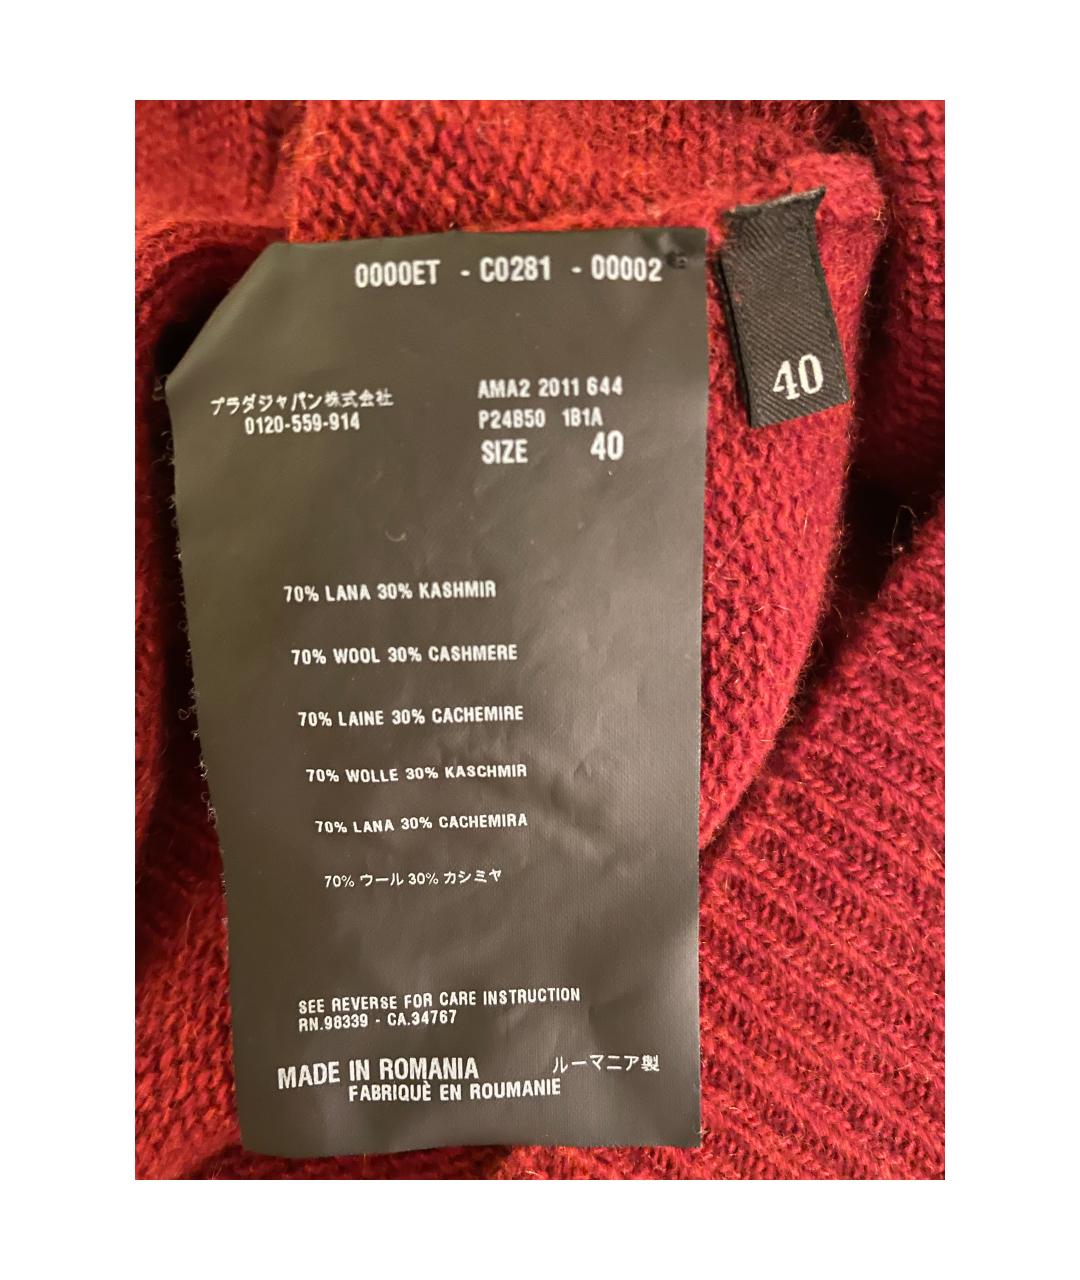 0000ET - C0281 - 00002
プラダジャパン株式会社
0120-559-914
AMA2 2011 644
P24B50 1B1A
SIZE 40
40
70% LANA 30% KASHMIR
70% WOOL 30% CASHMERE
70% LAINE 30% CACHEMIRE
70% WOLLE 30% KASCHMIR
70% LANA 30% CACHEMIRA
70% ウール 30% カシミヤ
SEE REVERSE FOR CARE INSTRUCTION
RN.98339 - CA.34767
MADE IN ROMANIA ルーマニア製
FABRIQUÈ EN ROUMANIE